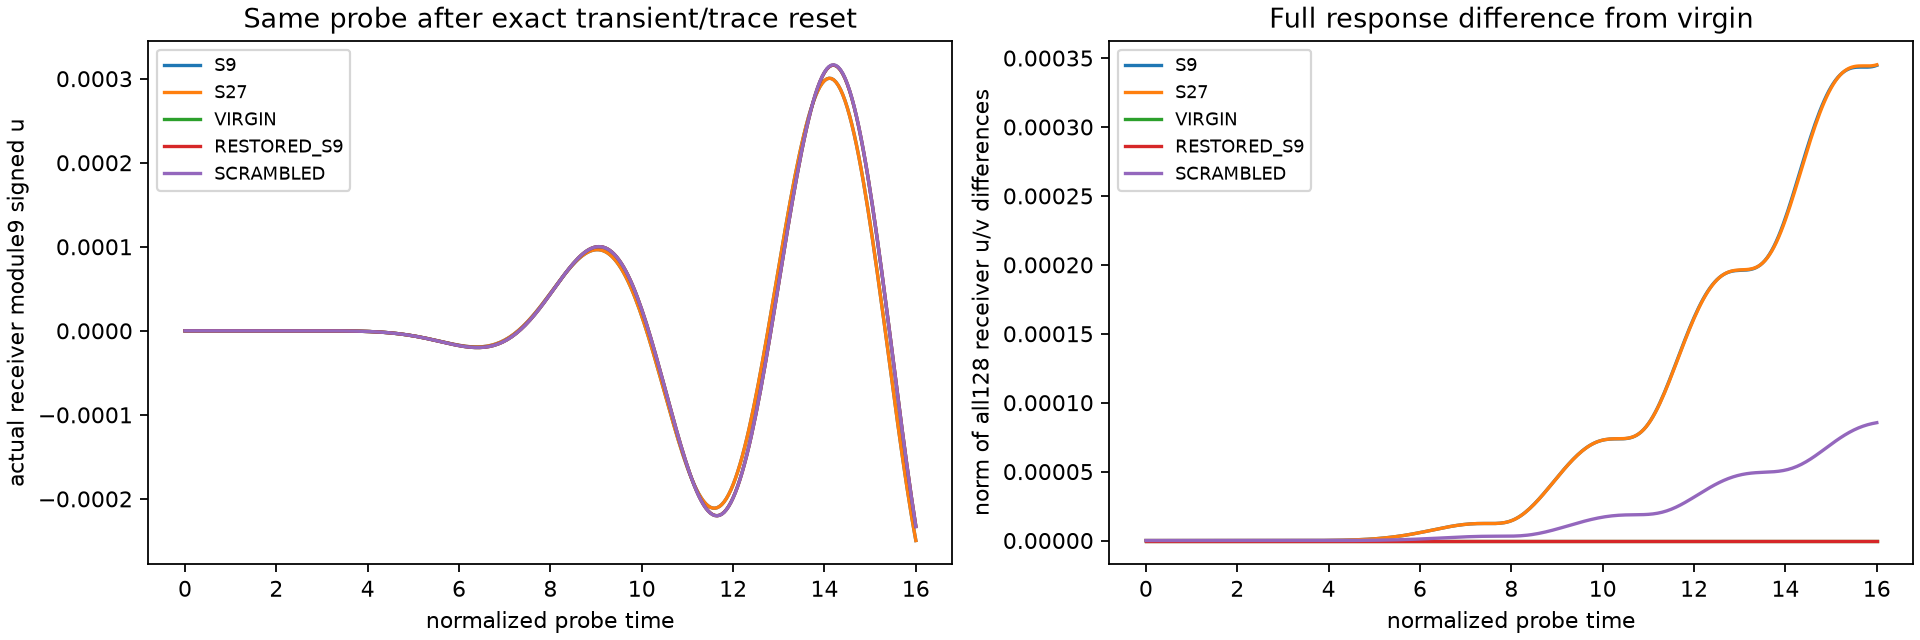 Same probe after exact transient/trace reset
actual receiver module9 signed u
0.0003
0.0002
0.0001
0.0000
−0.0001
−0.0002
S9
S27
VIRGIN
RESTORED_S9
SCRAMBLED
0 2 4 6 8 10 12 14 16
normalized probe time
Full response difference from virgin
norm of all128 receiver u/v differences
0.00035
0.00030
0.00025
0.00020
0.00015
0.00010
0.00005
0.00000
S9
S27
VIRGIN
RESTORED_S9
SCRAMBLED
0 2 4 6 8 10 12 14 16
normalized probe time